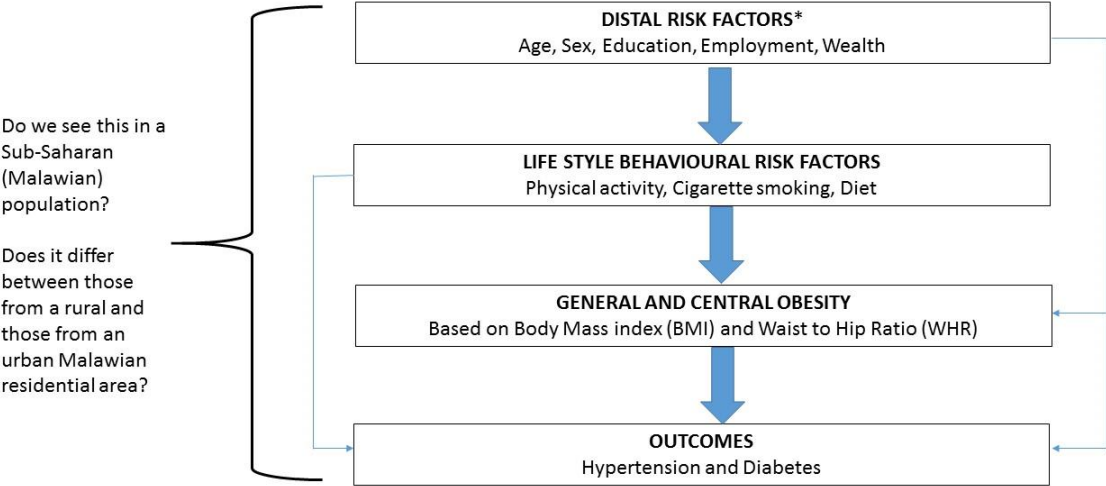 DISTAL RISK FACTORS*
Age, Sex, Education, Employment, Wealth
Do we see this in a
Sub-Saharan
(Malawian)
population?
Does it differ
between those
from a rural and
those from an
urban Malawian
residential area?
LIFE STYLE BEHAVIOURAL RISK FACTORS
Physical activity, Cigarette smoking, Diet
GENERAL AND CENTRAL OBESITY
Based on Body Mass index (BMI) and Waist to Hip Ratio (WHR)
OUTCOMES
Hypertension and Diabetes